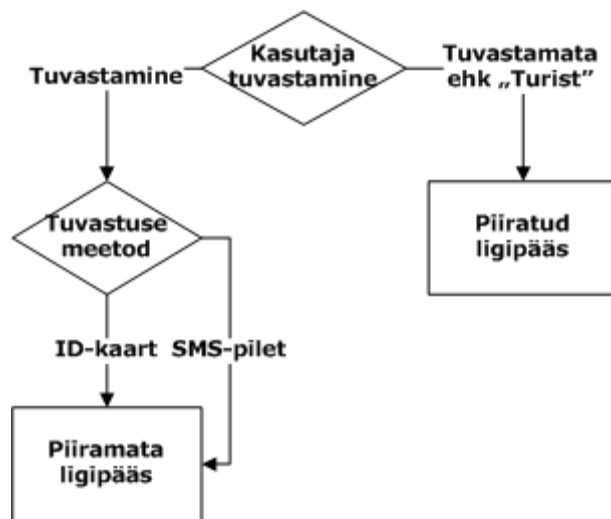 Kasutaja
tuvastamine
Tuvastamine
Tuvastamata
ehk „Turist”
Tuvastuse
meetod
Piiratud
ligipääs
ID-kaart
SMS-pilet
Piiramata
ligipääs